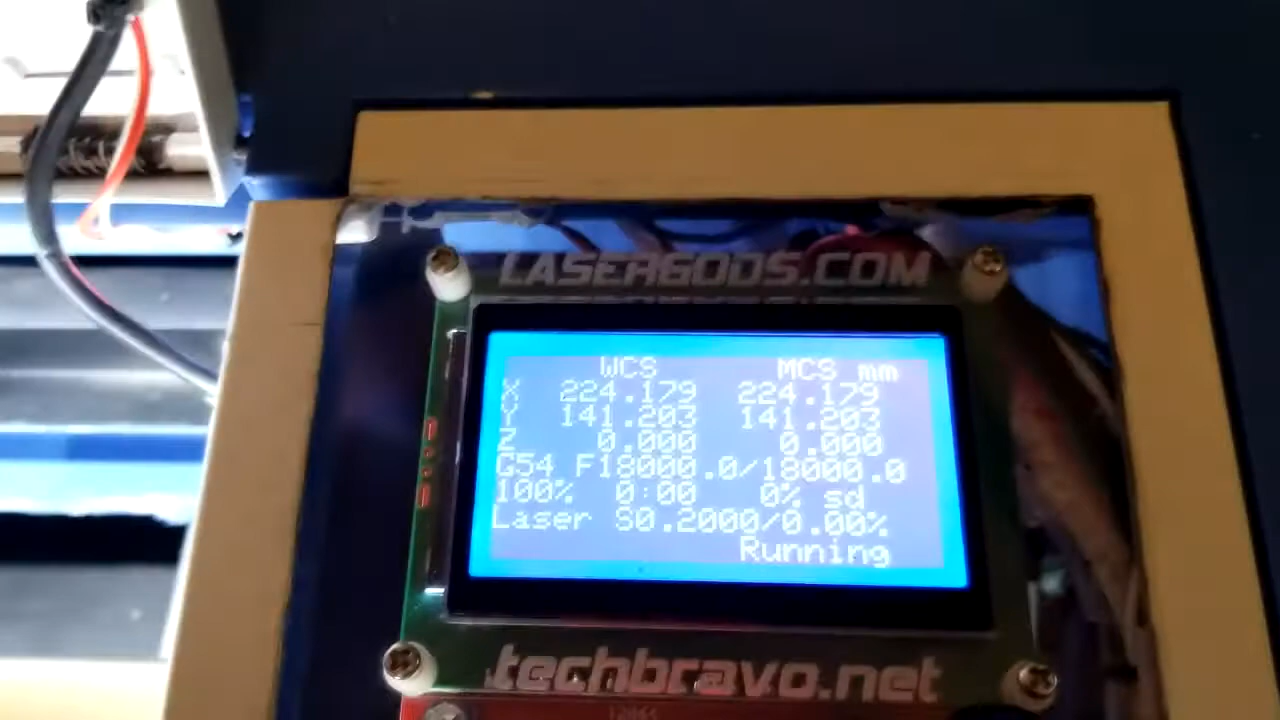 LASERGODS.COM
WCS MCS mm
X 224.179 224.179
Y 141.203 141.203
Z 0.000 0.000
G54 F18000.0/18000.0
100% 0:00 0% sd
Laser S0.2000/0.00%
Running
techbravo.net